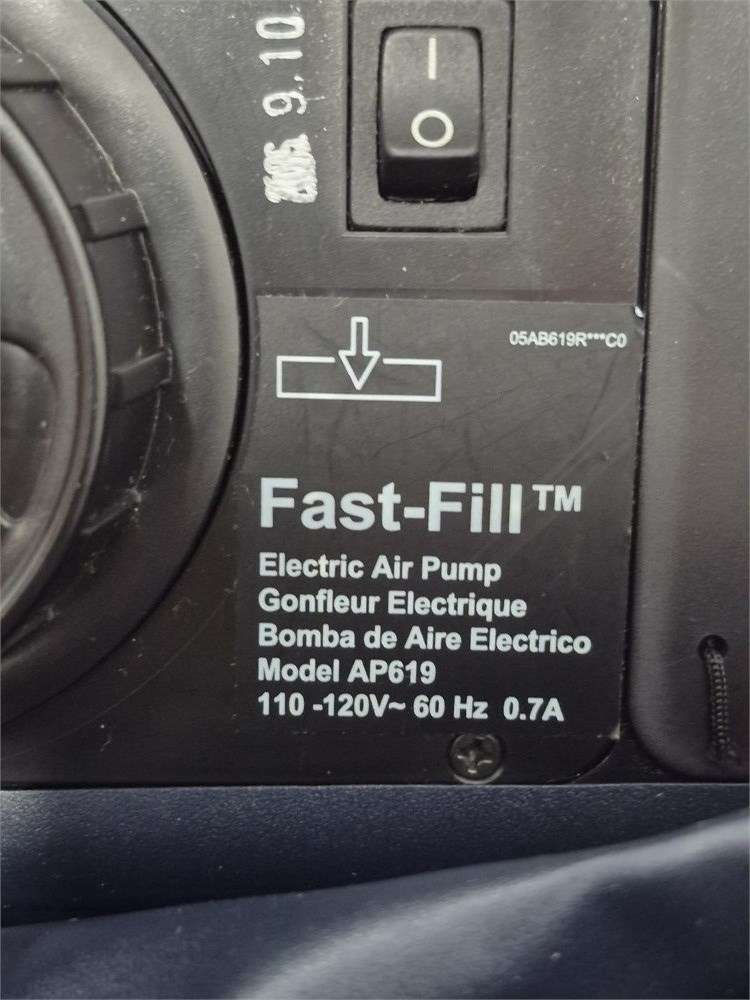 9.10
I
O
05AB619R***C0
Fast-Fill™
Electric Air Pump
Gonfleur Electrique
Bomba de Aire Electrico
Model AP619
110 -120V~ 60 Hz 0.7A